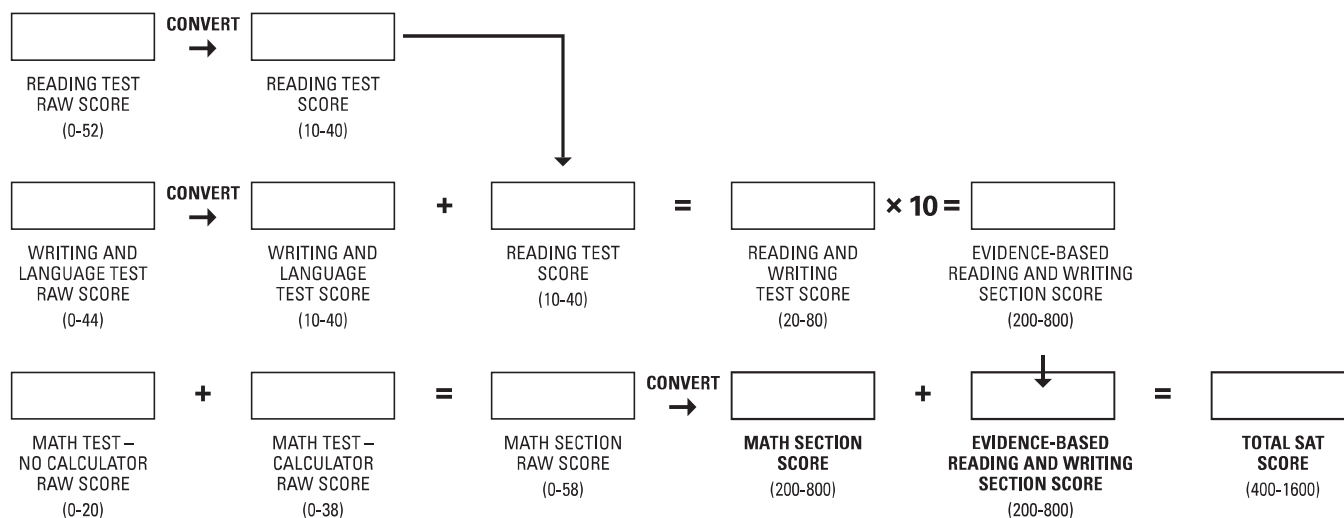 CONVERT
→
READING TEST
RAW SCORE
(0-52)
READING TEST
SCORE
(10-40)
CONVERT
→
+
=
× 10 =
WRITING AND
LANGUAGE TEST
RAW SCORE
(0-44)
WRITING AND
LANGUAGE
TEST SCORE
(10-40)
READING TEST
SCORE
(10-40)
READING AND
WRITING
TEST SCORE
(20-80)
EVIDENCE-BASED
READING AND WRITING
SECTION SCORE
(200-800)
+
=
CONVERT
→
+
=
MATH TEST –
NO CALCULATOR
RAW SCORE
(0-20)
MATH TEST –
CALCULATOR
RAW SCORE
(0-38)
MATH SECTION
RAW SCORE
(0-58)
MATH SECTION
SCORE
(200-800)
EVIDENCE-BASED
READING AND WRITING
SECTION SCORE
(200-800)
TOTAL SAT
SCORE
(400-1600)